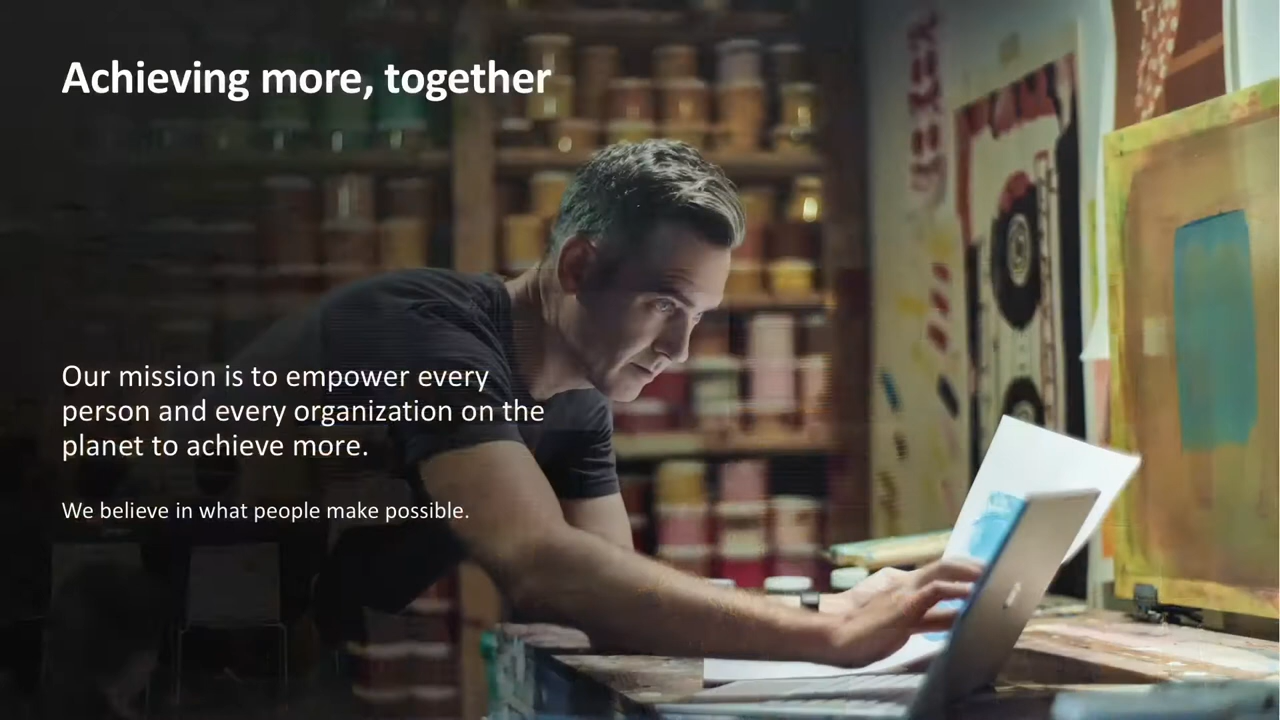 Achieving more, together
Our mission is to empower every
person and every organization on the
planet to achieve more.
We believe in what people make possible.